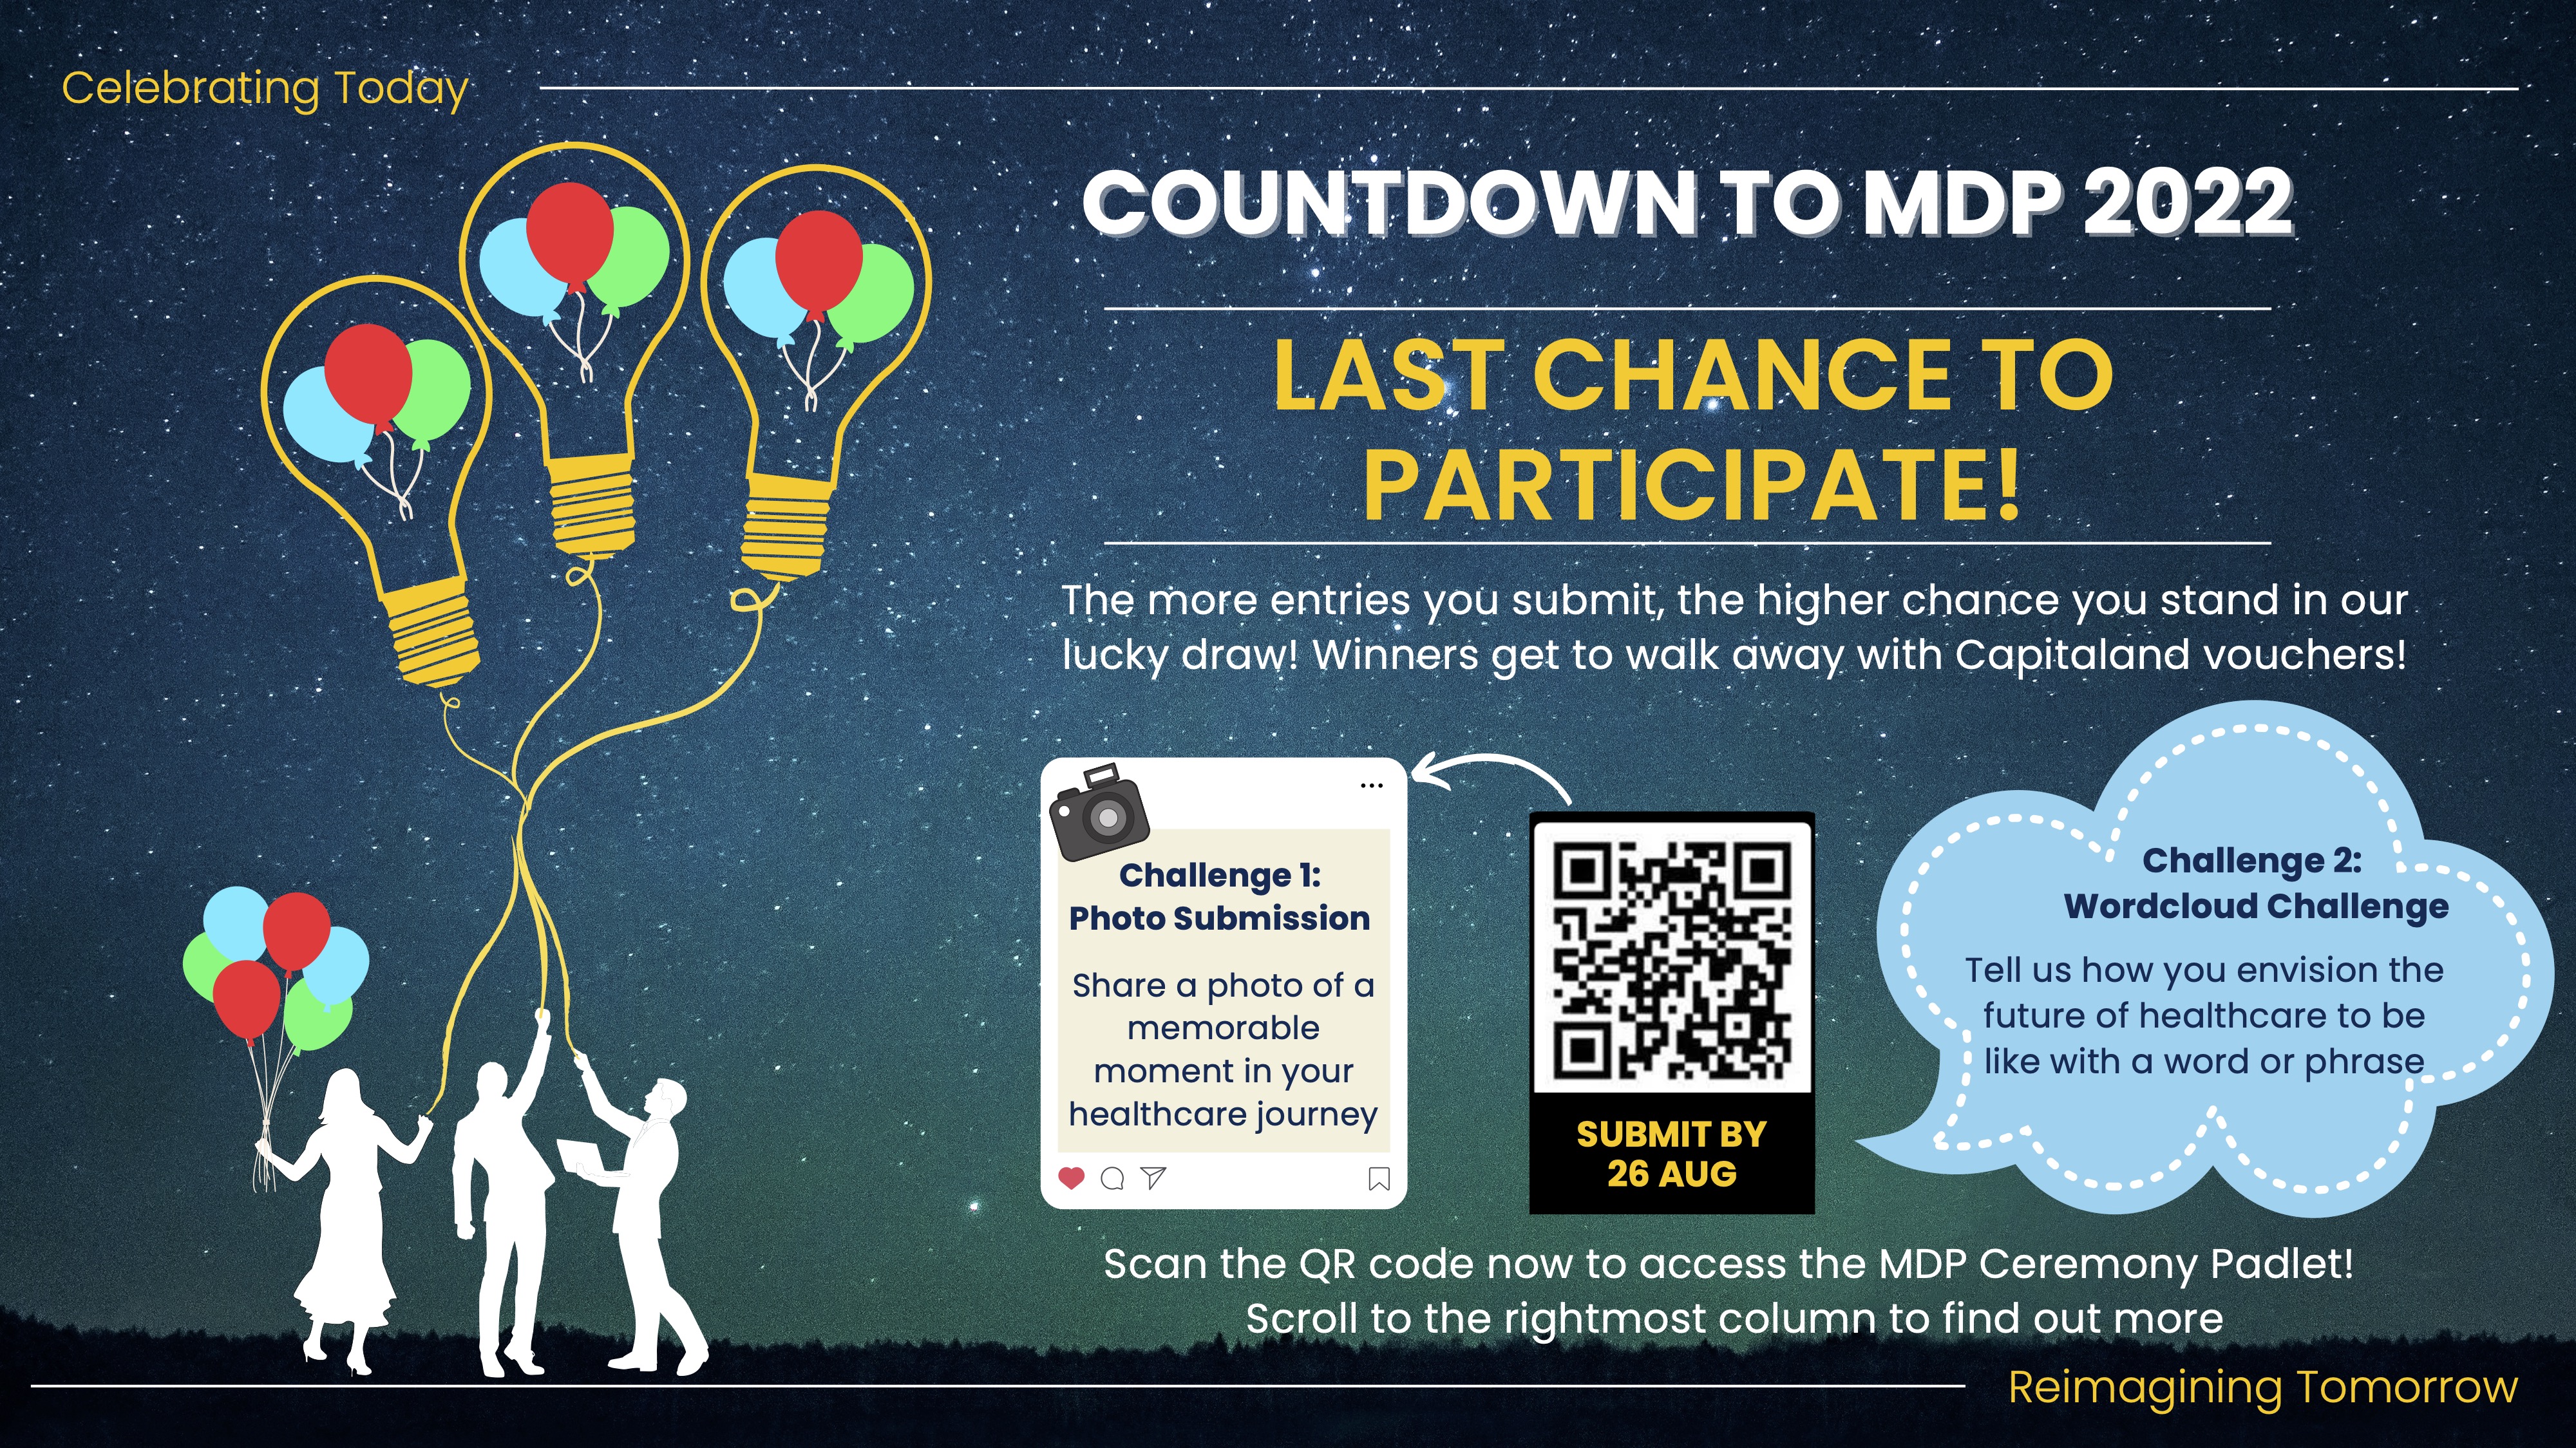 Celebrating Today
COUNTDOWN TO MDP 2022
LAST CHANCE TO
PARTICIPATE!
The more entries you submit, the higher chance you stand in our
lucky draw! Winners get to walk away with Capitaland vouchers!
Challenge 1:
Photo Submission
Share a photo of a
memorable
moment in your
healthcare journey
SUBMIT BY
26 AUG
Challenge 2:
Wordcloud Challenge
Tell us how you envision the
future of healthcare to be
like with a word or phrase
Scan the QR code now to access the MDP Ceremony Padlet!
Scroll to the rightmost column to find out more
Reimagining Tomorrow